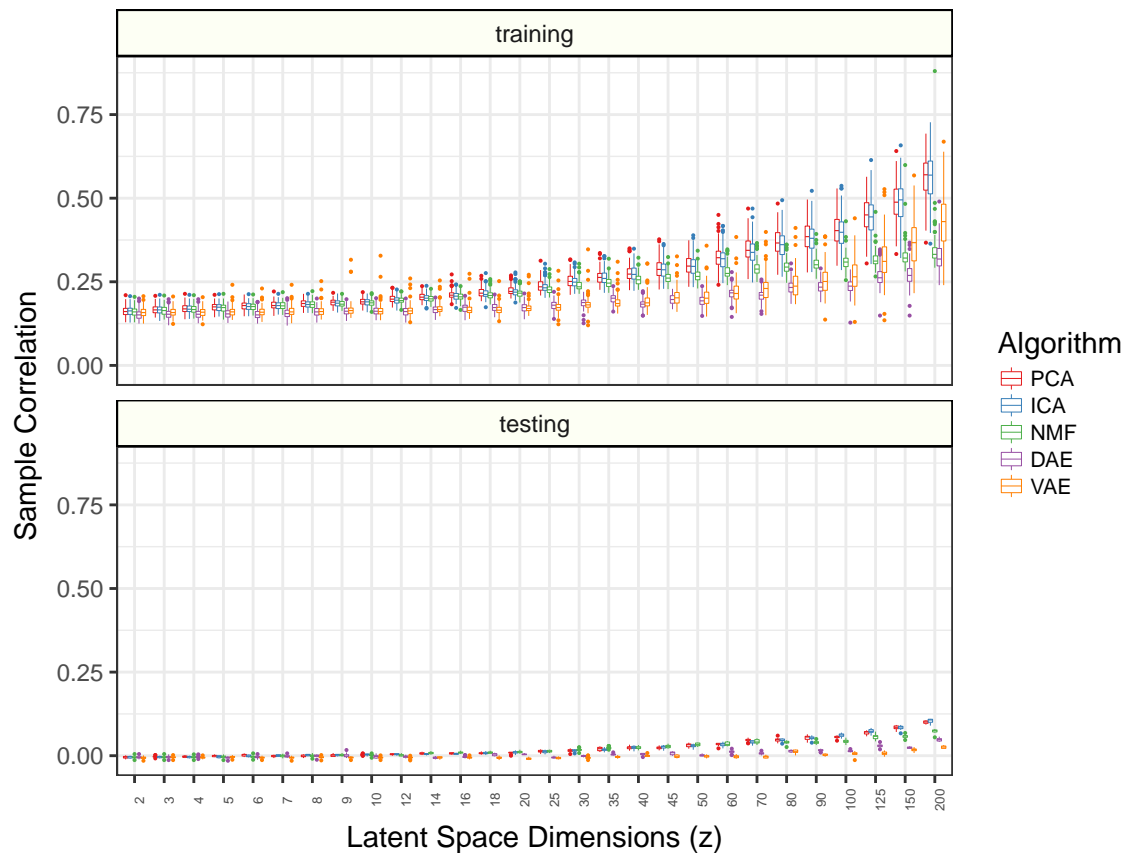 training
0.75
0.50
0.25
0.00
testing
0.75
0.50
0.25
0.00
Sample Correlation
2 3 4 5 6 7 8 9 10 12 14 16 18 20 25 30 35 40 45 50 60 70 80 90 100 125 150 200
Latent Space Dimensions (z)
Algorithm
PCA
ICA
NMF
DAE
VAE